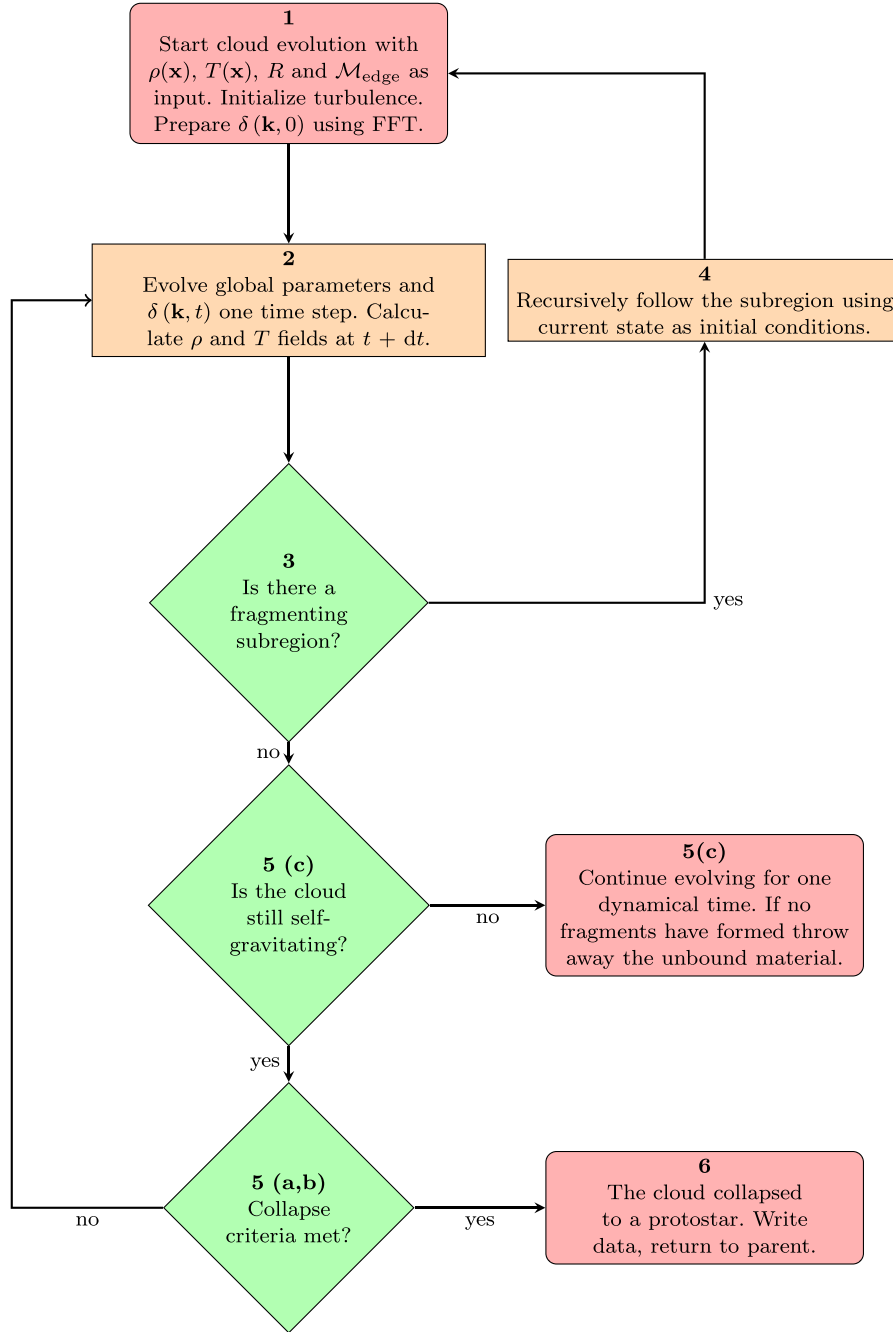 1
Start cloud evolution with
ρ(x), T(x), R and ℳedge as
input. Initialize turbulence.
Prepare δ (k, 0) using FFT.
2
Evolve global parameters and
δ (k, t) one time step. Calcu-
late ρ and T fields at t + dt.
4
Recursively follow the subregion using
current state as initial conditions.
3
Is there a
fragmenting
subregion?
yes
no
5 (c)
Is the cloud
still self-
gravitating?
no
5(c)
Continue evolving for one
dynamical time. If no
fragments have formed throw
away the unbound material.
yes
5 (a,b)
Collapse
criteria met?
no
yes
6
The cloud collapsed
to a protostar. Write
data, return to parent.